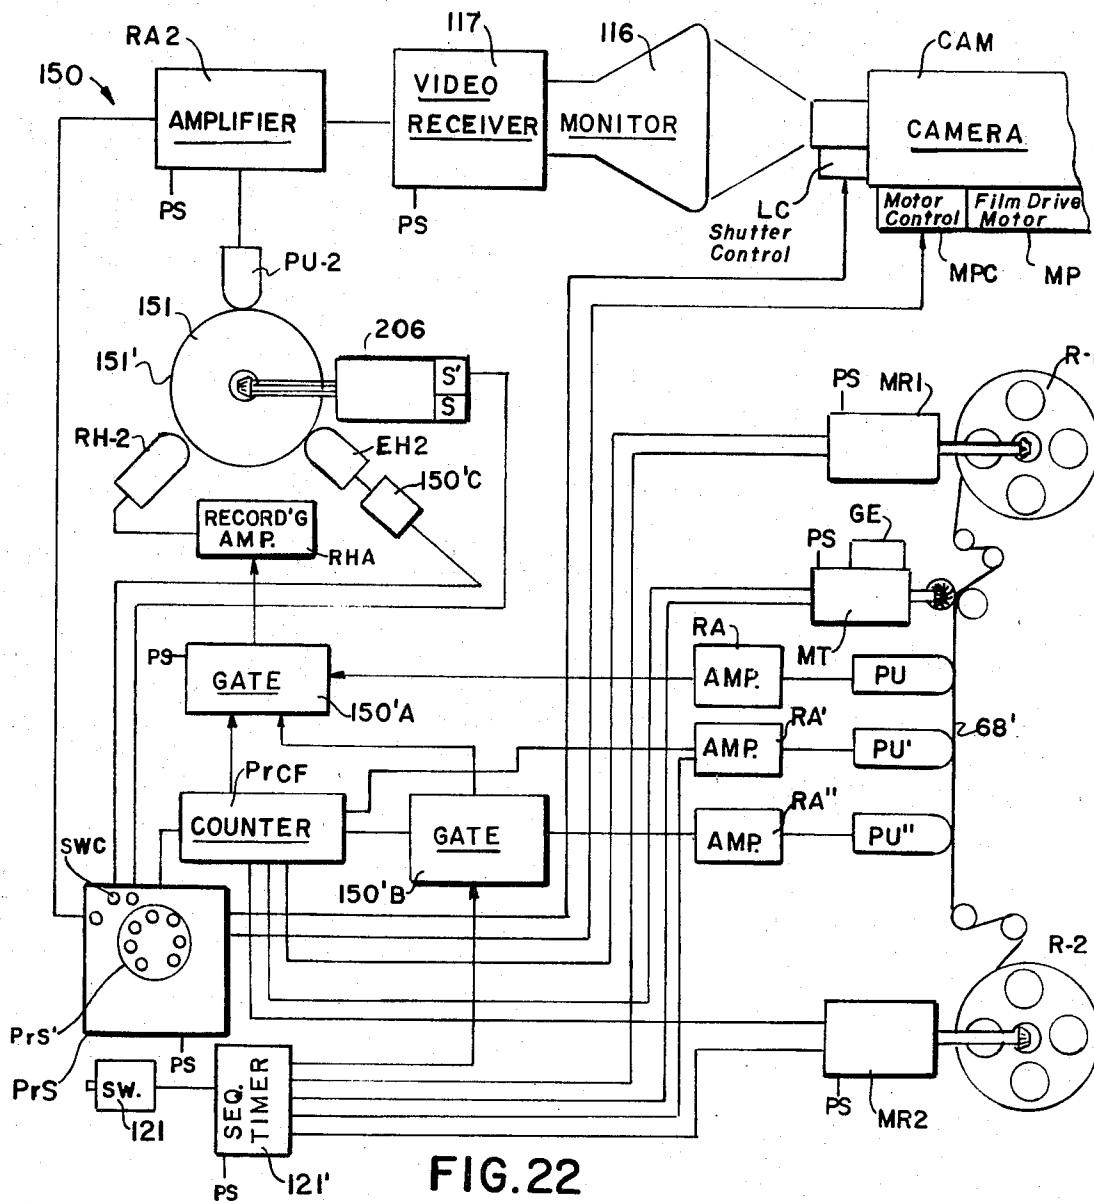 RA2
150
AMPLIFIER
PS
117
VIDEO
RECEIVER
PS
116
MONITOR
CAM
CAMERA
LC
Shutter
Control
Motor
Control
Film Drive
Motor
MPC
MP
PU-2
151
151'
206
S'
S
RH-2
EH2
150'C
RECORD'G
AMP.
RHA
PS
MR1
R-
GE
PS
MT
PS
GATE
150'A
RA
AMP.
PU
68'
RA'
AMP.
PU'
PrCF
COUNTER
GATE
150'B
RA"
AMP.
PU"
SWC
PrS'
PrS
PS
R-2
PS
MR2
SW.
121
SEQ.
TIMER
121'
PS
FIG.22